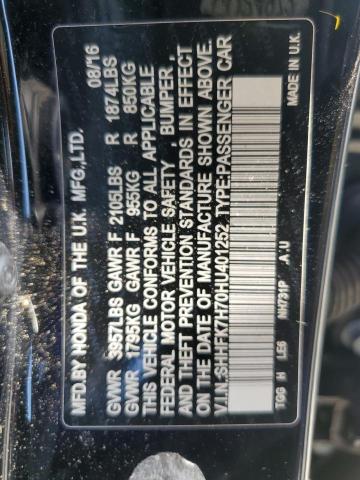 MFD.BY HONDA OF THE U.K. MFG.,LTD. 08/16
GVWR 3957LBS GAWR F 2105LBS R 1874LBS
GVWR 1795KG GAWR F 955KG R 850KG
THIS VEHICLE CONFORMS TO ALL APPLICABLE
FEDERAL MOTOR VEHICLE SAFETY , BUMPER ,
AND THEFT PREVENTION STANDARDS IN EFFECT
ON THE DATE OF MANUFACTURE SHOWN ABOVE.
V.I.N.:SHHFK7H70HU401252 TYPE:PASSENGER CAR
MADE IN U.K.
TGG H LE6 NH731P A U